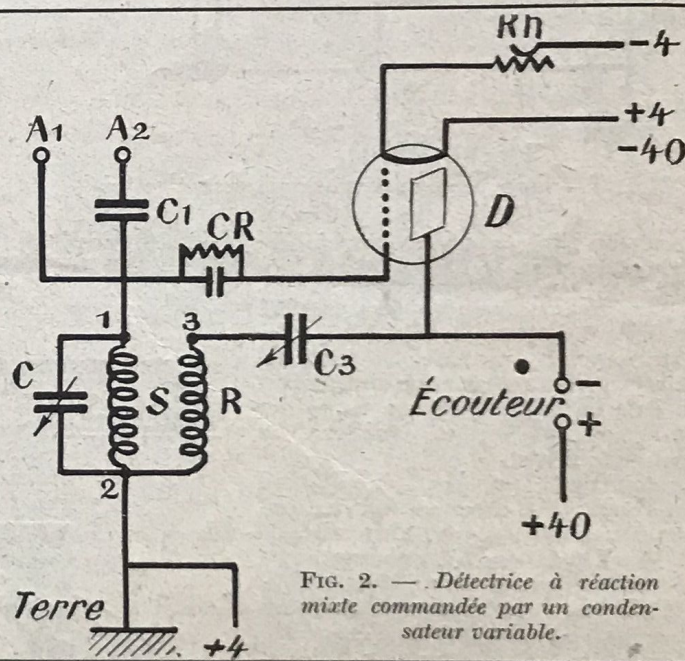 Rh
-4
+4
-40
A1 A2
C1
CR
D
1 3
C3
C
S R
Écouteur
-
+
2
+40
FIG. 2. — Détectrice à réaction
mixte commandée par un conden-
sateur variable.
Terre
+4